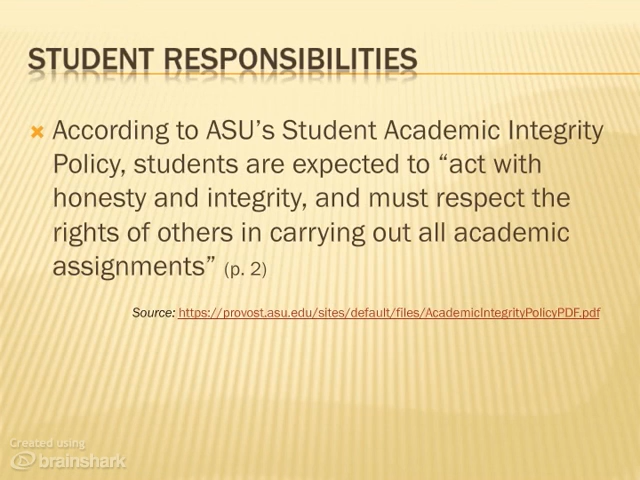 STUDENT RESPONSIBILITIES
According to ASU’s Student Academic Integrity
Policy, students are expected to “act with
honesty and integrity, and must respect the
rights of others in carrying out all academic
assignments” (p. 2)
Source: https://provost.asu.edu/sites/default/files/AcademicIntegrityPolicyPDF.pdf
Created using
brainshark